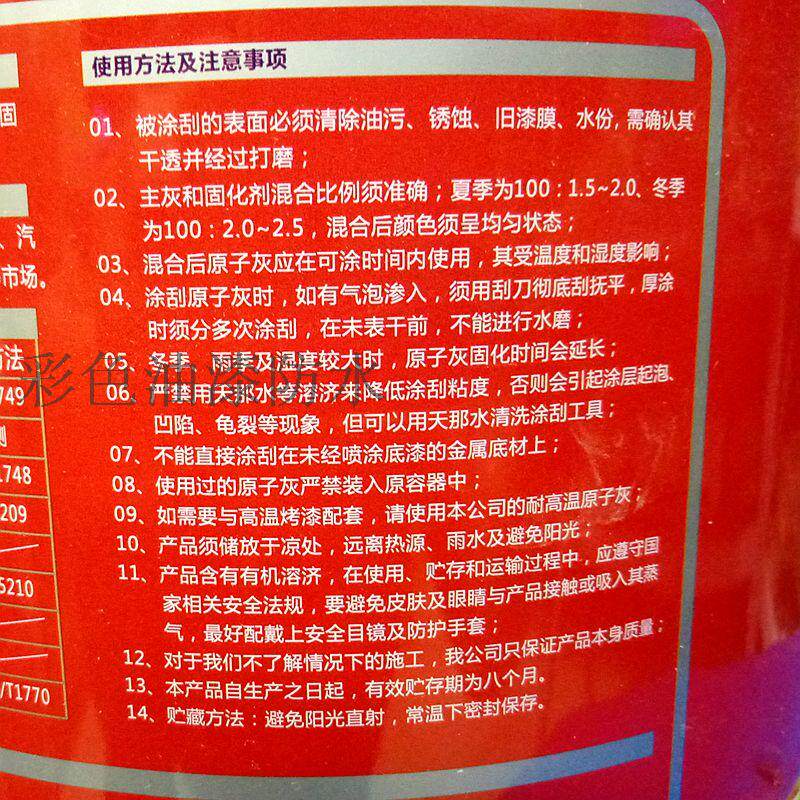 使用方法及注意事项
01、被涂刮的表面必须清除油污、锈蚀、旧漆膜、水份，需确认其
干透并经过打磨；
02、主灰和固化剂混合比例须准确；夏季为100：1.5~2.0、冬季
为100：2.0~2.5，混合后颜色须呈均匀状态；
03、混合后原子灰应在可涂时间内使用，其受温度和湿度影响；
04、涂刮原子灰时，如有气泡渗入，须用刮刀彻底刮抚平，厚涂
时须分多次涂刮，在未表干前，不能进行水磨；
05、冬季、雨季及温度较大时，原子灰固化时间会延长；
06、严禁用天那水等溶济来降低涂刮粘度，否则会引起涂层起泡、
凹陷、龟裂等现象，但可以用天那水清洗涂刮工具；
07、不能直接涂刮在未经喷涂底漆的金属底材上；
08、使用过的原子灰严禁装入原容器中；
09、如需要与高温烤漆配套，请使用本公司的耐高温原子灰；
10、产品须储放于凉处，远离热源、雨水及避免阳光；
11、产品含有有机溶济，在使用、贮存和运输过程中，应遵守国
家相关安全法规，要避免皮肤及眼睛与产品接触或吸入其蒸
气，最好配戴上安全目镜及防护手套；
12、对于我们不了解情况下的施工，我公司只保证产品本身质量；
13、本产品自生产之日起，有效贮存期为八个月。
14、贮藏方法：避免阳光直射，常温下密封保存。
固
、汽
市场。
方法
749
测
1748
209
5210
/T1770
彩色油漆防水